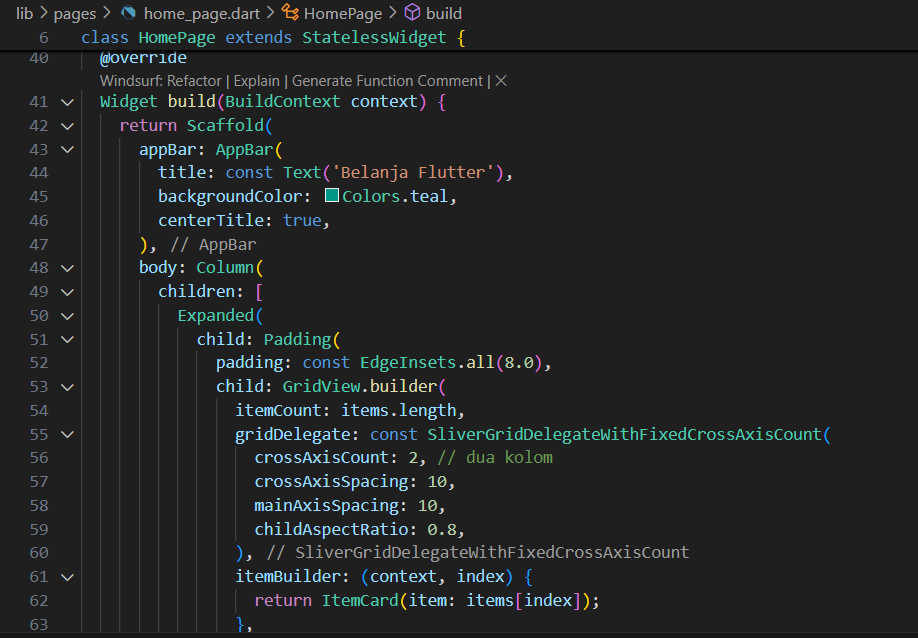 lib > pages > home_page.dart > HomePage > build
6 class HomePage extends StatelessWidget {
40 @override
Windsurf: Refactor | Explain | Generate Function Comment | X
41 Widget build(BuildContext context) {
42 return Scaffold(
43 appBar: AppBar(
44 title: const Text('Belanja Flutter'),
45 backgroundColor: Colors.teal,
46 centerTitle: true,
47 ), // AppBar
48 body: Column(
49 children: [
50 Expanded(
51 child: Padding(
52 padding: const EdgeInsets.all(8.0),
53 child: GridView.builder(
54 itemCount: items.length,
55 gridDelegate: const SliverGridDelegateWithFixedCrossAxisCount(
56 crossAxisCount: 2, // dua kolom
57 crossAxisSpacing: 10,
58 mainAxisSpacing: 10,
59 childAspectRatio: 0.8,
60 ), // SliverGridDelegateWithFixedCrossAxisCount
61 itemBuilder: (context, index) {
62 return ItemCard(item: items[index]);
63 },